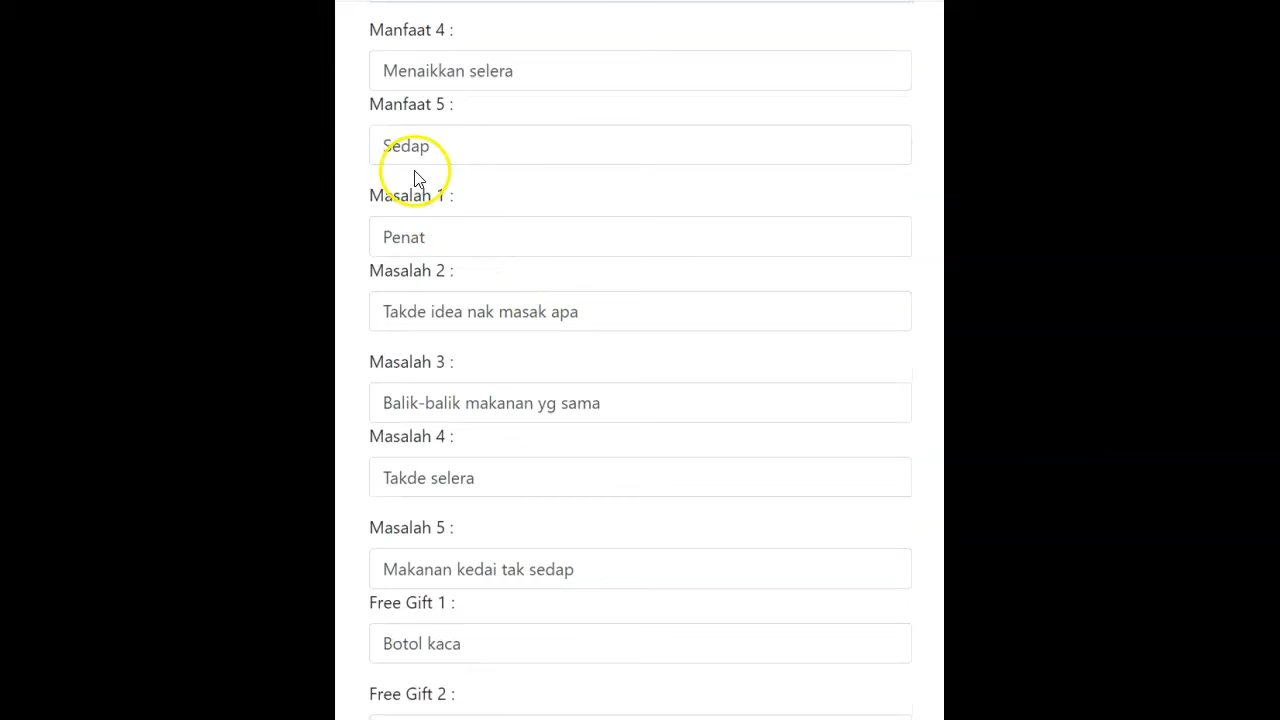 Manfaat 4 :
Menaikkan selera
Manfaat 5 :
Sedap
Masalah 1 :
Penat
Masalah 2 :
Takde idea nak masak apa
Masalah 3 :
Balik-balik makanan yg sama
Masalah 4 :
Takde selera
Masalah 5 :
Makanan kedai tak sedap
Free Gift 1 :
Botol kaca
Free Gift 2 :